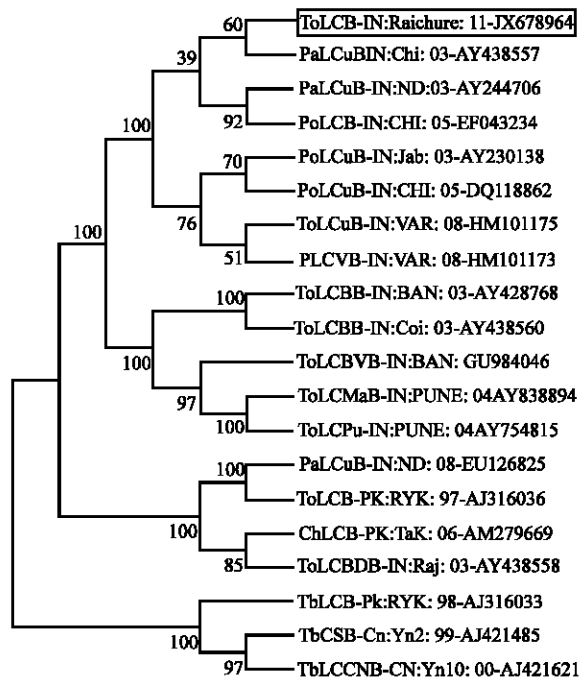 60
ToLCB-IN:Raichure: 11-JX678964
PaLCuBIN:Chi: 03-AY438557
39
PaLCuB-IN:ND:03-AY244706
92
PoLCB-IN:CHI: 05-EF043234
100
70
PoLCuB-IN:Jab: 03-AY230138
PoLCuB-IN:CHI: 05-DQ118862
76
ToLCuB-IN:VAR: 08-HM101175
100
51
PLCVB-IN:VAR: 08-HM101173
100
ToLCBB-IN:BAN: 03-AY428768
ToLCBB-IN:Coi: 03-AY438560
100
ToLCBVB-IN:BAN: GU984046
97
ToLCMaB-IN:PUNE: 04AY838894
100
ToLCPu-IN:PUNE: 04AY754815
100
PaLCuB-IN:ND: 08-EU126825
ToLCB-PK:RYK: 97-AJ316036
100
ChLCB-PK:TaK: 06-AM279669
85
ToLCBDB-IN:Raj: 03-AY438558
TbLCB-Pk:RYK: 98-AJ316033
100
TbCSB-Cn:Yn2: 99-AJ421485
97
TbLCCNB-CN:Yn10: 00-AJ421621